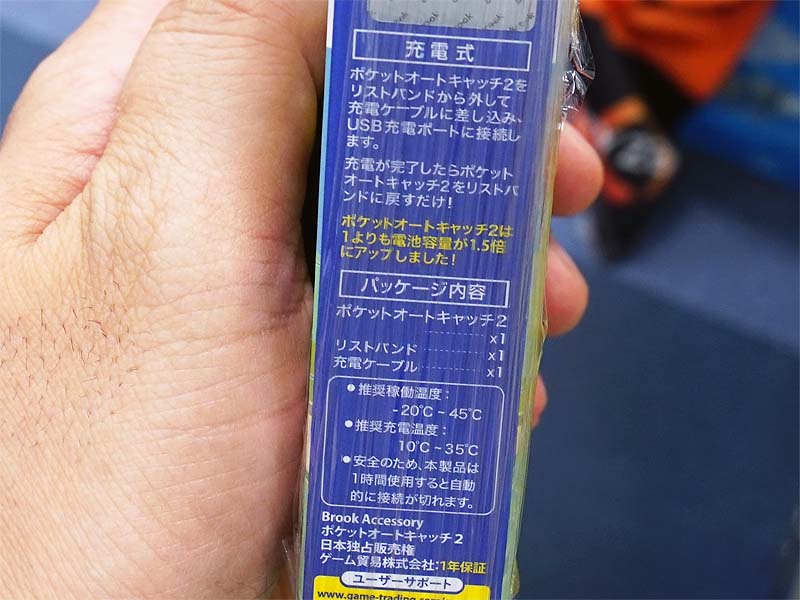 Brook
充電式
ポケットオートキャッチ2を
リストバンドから外して
充電ケーブルに差し込み、
USB充電ポートに接続し
ます。
充電が完了したらポケット
オートキャッチ2をリストバ
ンドに戻すだけ!
ポケットオートキャッチ2は
1よりも電池容量が1.5倍
にアップしました!
パッケージ内容
ポケットオートキャッチ2
x1
リストバンド x1
充電ケーブル x1
●推奨稼働温度:
-20℃~45℃
●推奨充電温度:
10℃~35℃
●安全のため、本製品は
1時間使用すると自動
的に接続が切れます。
Brook Accessory
ポケットオートキャッチ2
日本独占販売権
ゲーム貿易株式会社:1年保証
ユーザーサポート
www.game-trading.com/